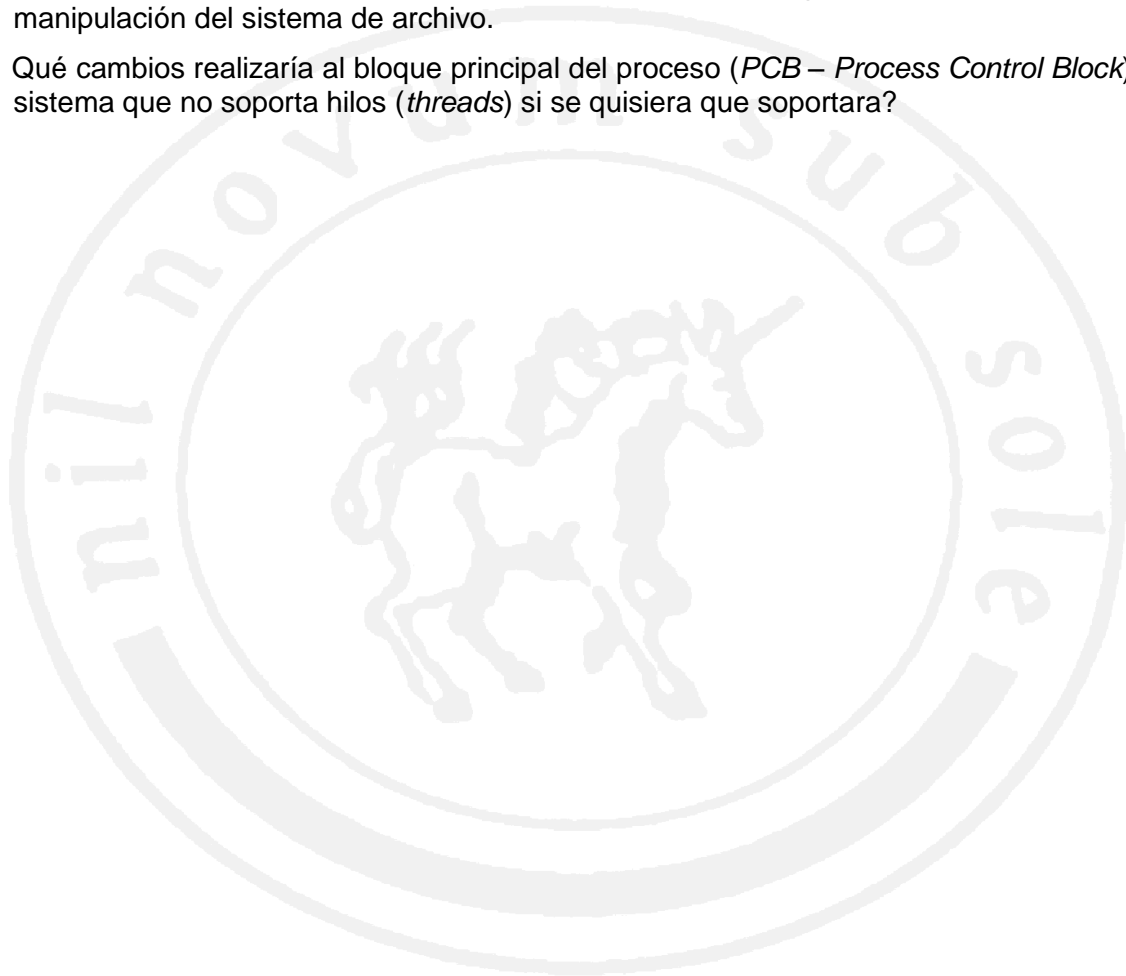 manipulación del sistema de archivo.
Qué cambios realizaría al bloque principal del proceso (PCB – Process Control Block)
sistema que no soporta hilos (threads) si se quisiera que soportara?
nil novum sub sole